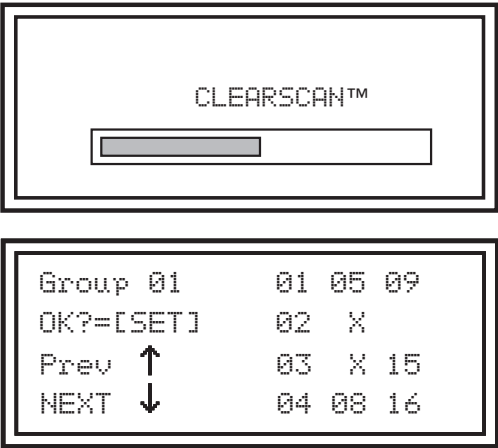 CLEARSCAN™
Group 01 01 05 09
OK?=[SET] 02 X
Prev ↑ 03 X 15
NEXT ↓ 04 08 16